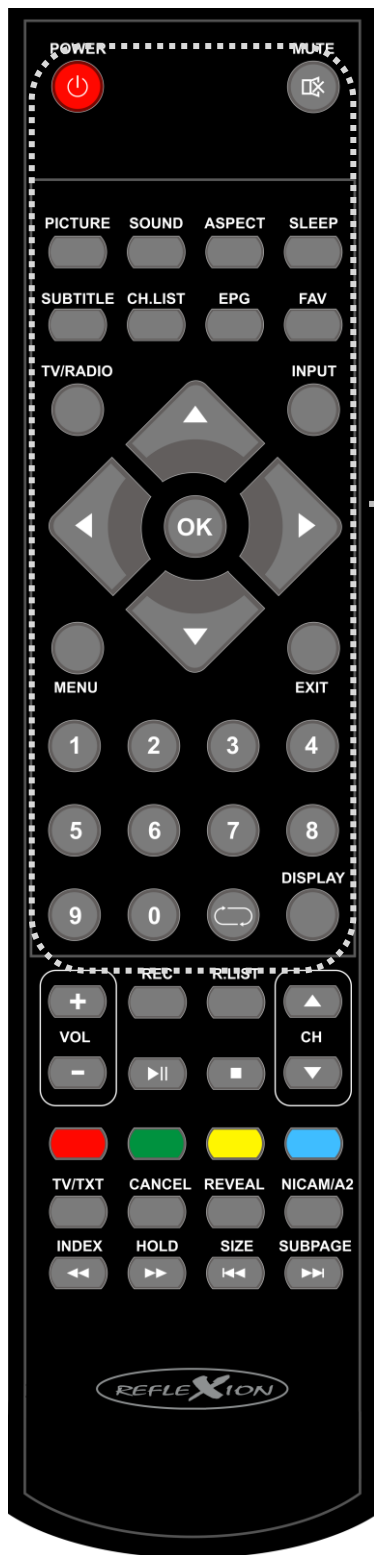 POWER MUTE
PICTURE SOUND ASPECT SLEEP
SUBTITLE CH.LIST EPG FAV
TV/RADIO INPUT
OK
MENU EXIT
1 2 3 4
5 6 7 8
DISPLAY
9 0
REC R.LIST
+
VOL CH
-
TV/TXT CANCEL REVEAL NICAM/A2
INDEX HOLD SIZE SUBPAGE
REFLEXION